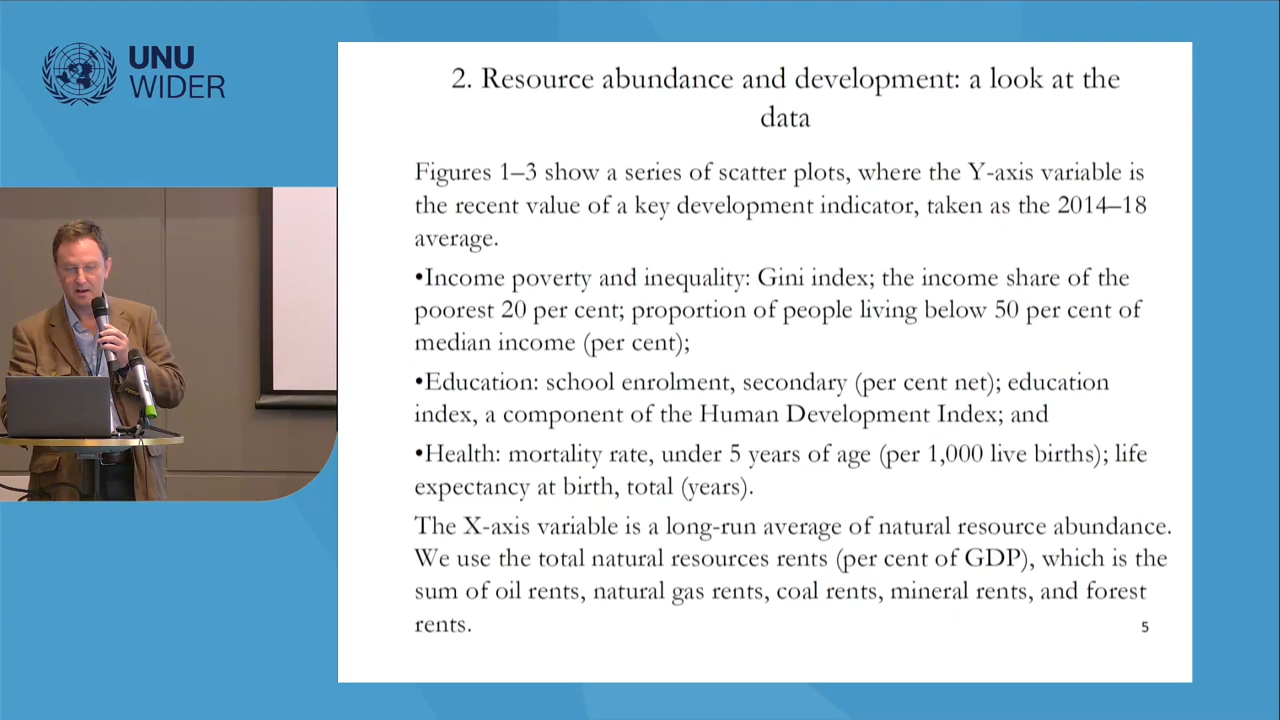 UNU
WIDER
2. Resource abundance and development: a look at the
data
Figures 1–3 show a series of scatter plots, where the Y-axis variable is
the recent value of a key development indicator, taken as the 2014–18
average.
•Income poverty and inequality: Gini index; the income share of the
poorest 20 per cent; proportion of people living below 50 per cent of
median income (per cent);
•Education: school enrolment, secondary (per cent net); education
index, a component of the Human Development Index; and
•Health: mortality rate, under 5 years of age (per 1,000 live births); life
expectancy at birth, total (years).
The X-axis variable is a long-run average of natural resource abundance.
We use the total natural resources rents (per cent of GDP), which is the
sum of oil rents, natural gas rents, coal rents, mineral rents, and forest
rents.
5